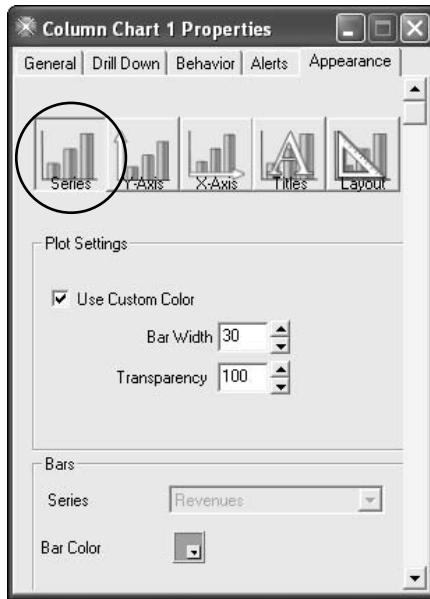 Column Chart 1 Properties
General Drill Down Behavior Alerts Appearance
Series Y-Axis X-Axis Titles Layout
Plot Settings
Use Custom Color
Bar Width 30
Transparency 100
Bars
Series Revenues
Bar Color